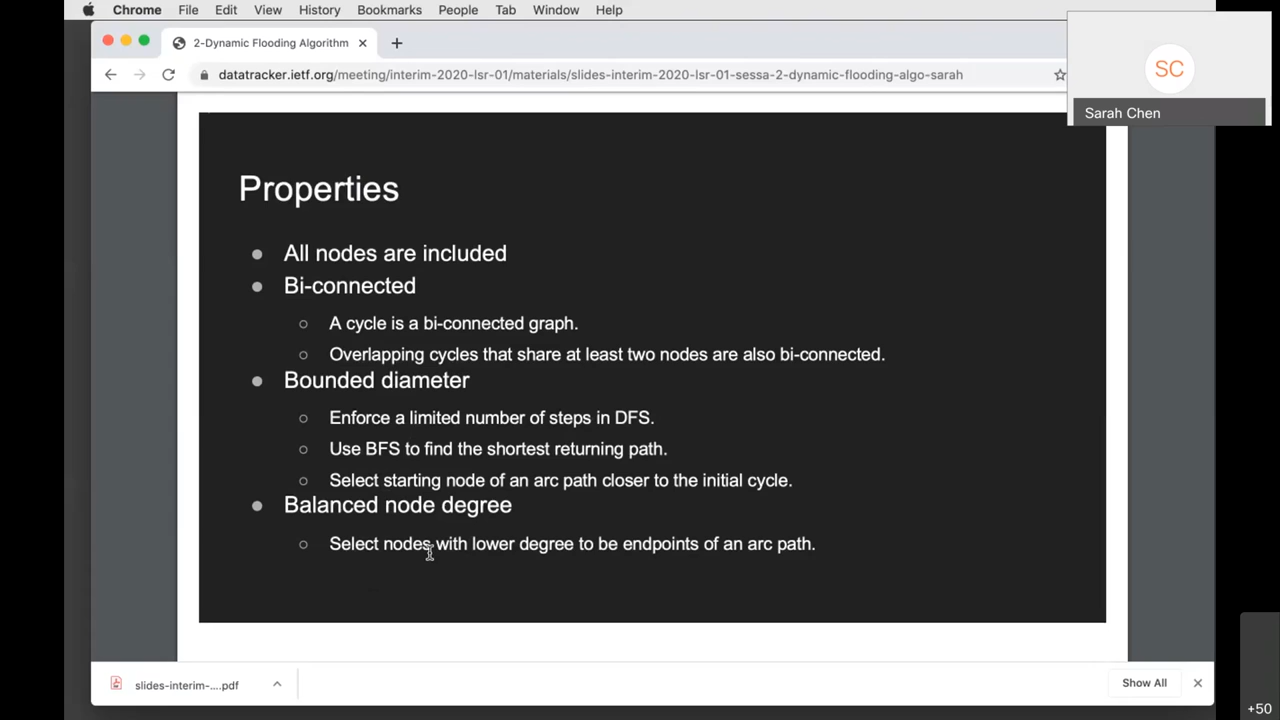 Chrome File Edit View History Bookmarks People Tab Window Help
2-Dynamic Flooding Algorithm
datatracker.ietf.org/meeting/interim-2020-lsr-01/materials/slides-interim-2020-lsr-01-sessa-2-dynamic-flooding-algo-sarah
SC
Sarah Chen
Properties
All nodes are included
Bi-connected
A cycle is a bi-connected graph.
Overlapping cycles that share at least two nodes are also bi-connected.
Bounded diameter
Enforce a limited number of steps in DFS.
Use BFS to find the shortest returning path.
Select starting node of an arc path closer to the initial cycle.
Balanced node degree
Select nodes with lower degree to be endpoints of an arc path.
slides-interim-....pdf
Show All
+50